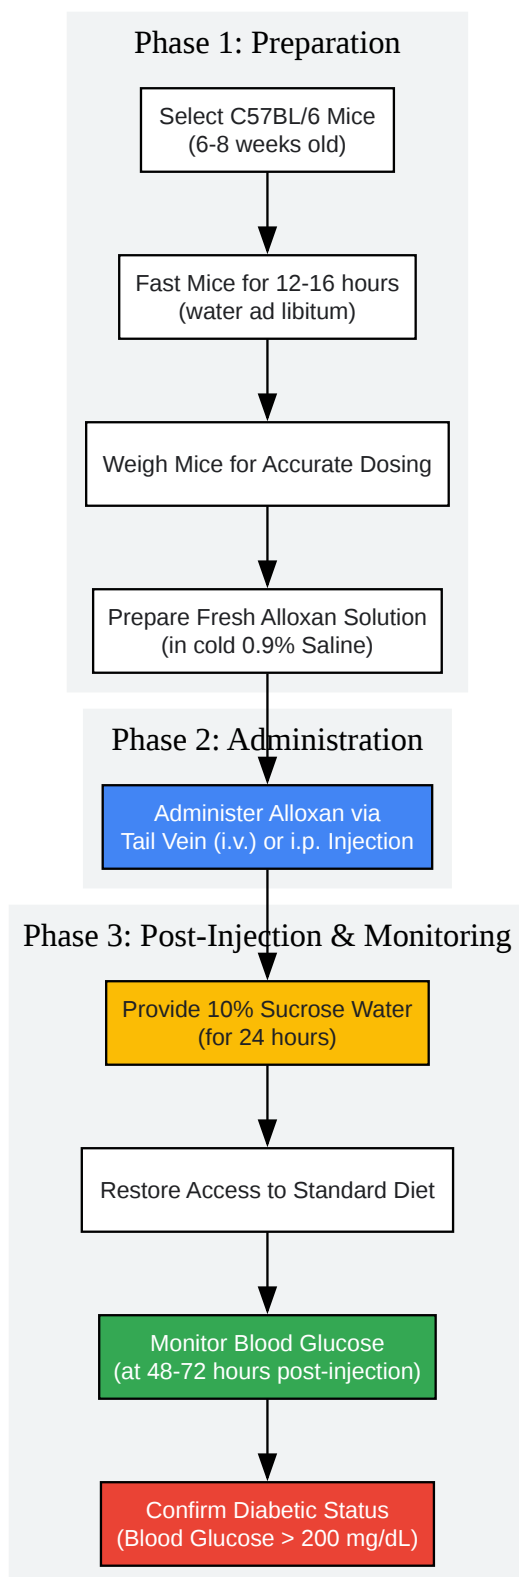 Phase 1: Preparation
Select C57BL/6 Mice
(6-8 weeks old)
Fast Mice for 12-16 hours
(water ad libitum)
Weigh Mice for Accurate Dosing
Prepare Fresh Alloxan Solution
(in cold 0.9% Saline)
Phase 2: Administration
Administer Alloxan via
Tail Vein (i.v.) or i.p. Injection
Phase 3: Post-Injection & Monitoring
Provide 10% Sucrose Water
(for 24 hours)
Restore Access to Standard Diet
Monitor Blood Glucose
(at 48-72 hours post-injection)
Confirm Diabetic Status
(Blood Glucose > 200 mg/dL)